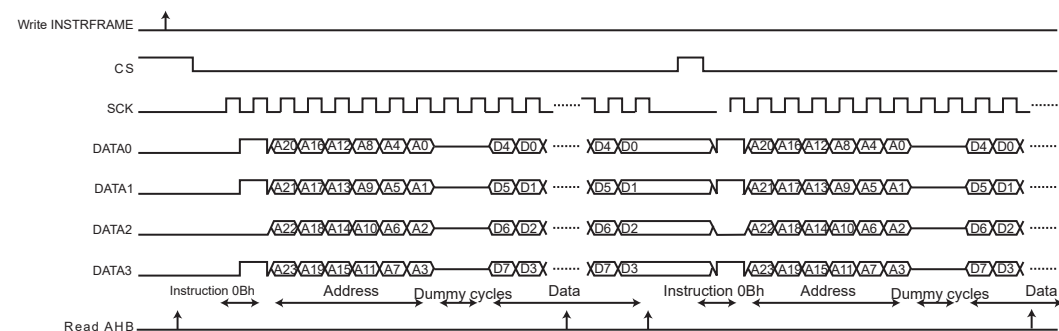 Write INSTRFRAME
CS
SCK
DATA0 A20 A16 A12 A8 A4 A0 D4 D0 D4 D0 A20 A16 A12 A8 A4 A0 D4 D0
DATA1 A21 A17 A13 A9 A5 A1 D5 D1 D5 D1 A21 A17 A13 A9 A5 A1 D5 D1
DATA2 A22 A18 A14 A10 A6 A2 D6 D2 D6 D2 A22 A18 A14 A10 A6 A2 D6 D2
DATA3 A23 A19 A15 A11 A7 A3 D7 D3 D7 D3 A23 A19 A15 A11 A7 A3 D7 D3
Instruction 0Bh Address Dummy cycles Data Instruction 0Bh Address Dummy cycles Data
Read AHB